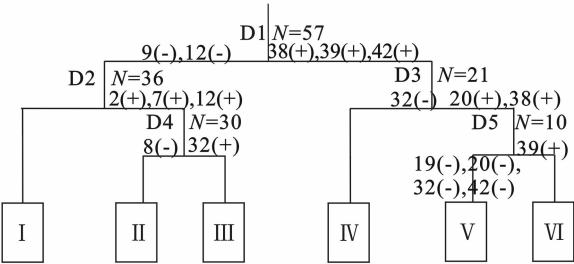 D1 N=57
9(-),12(-) 38(+),39(+),42(+)
D2 N=36 D3 N=21
2(+),7(+),12(+) 32(-) 20(+),38(+)
D4 N=30 D5 N=10
8(-) 32(+) 39(+)
19(-),20(-),
32(-),42(-)
Ⅰ Ⅱ Ⅲ Ⅳ Ⅴ Ⅵ